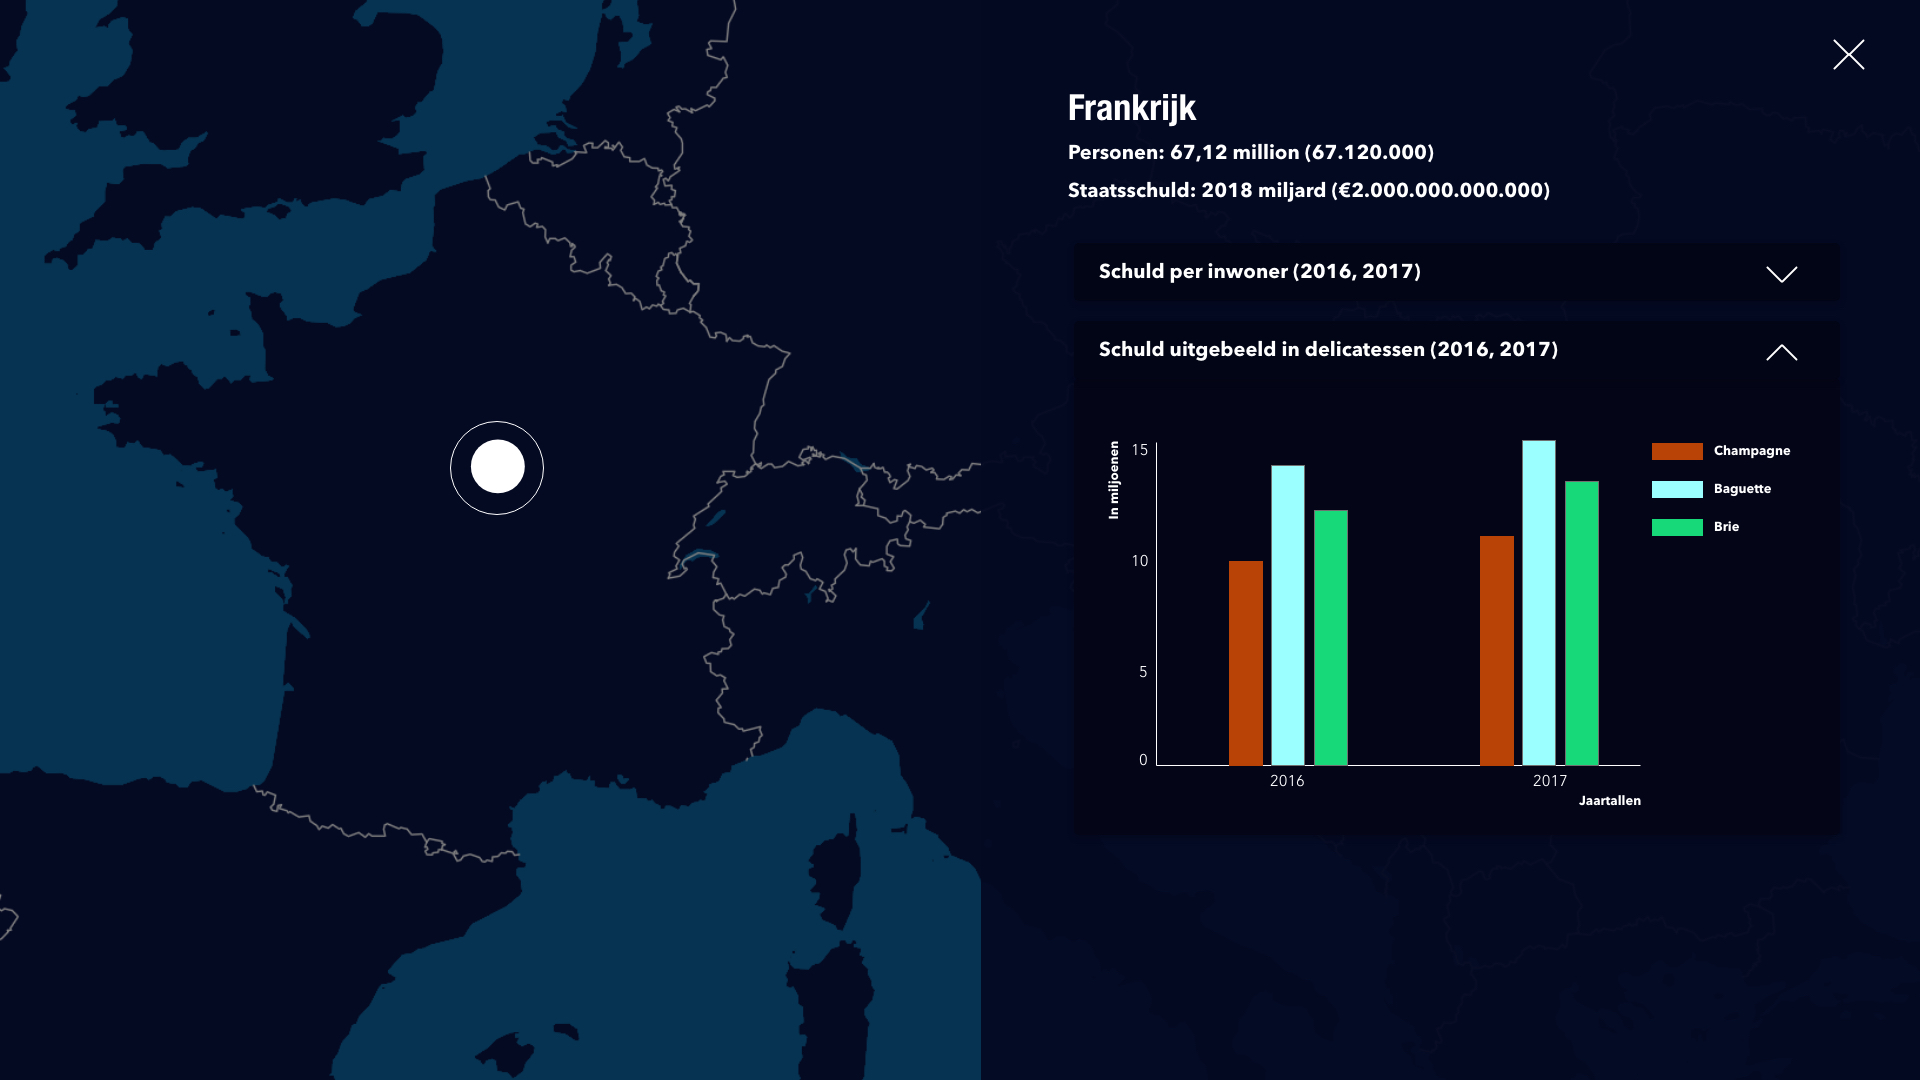 Frankrijk
Personen: 67,12 million (67.120.000)
Staatsschuld: 2018 miljard (€2.000.000.000.000)
Schuld per inwoner (2016, 2017)
Schuld uitgebeeld in delicatessen (2016, 2017)
In miljoenen
15
10
5
0
2016
2017
Jaartallen
Champagne
Baguette
Brie